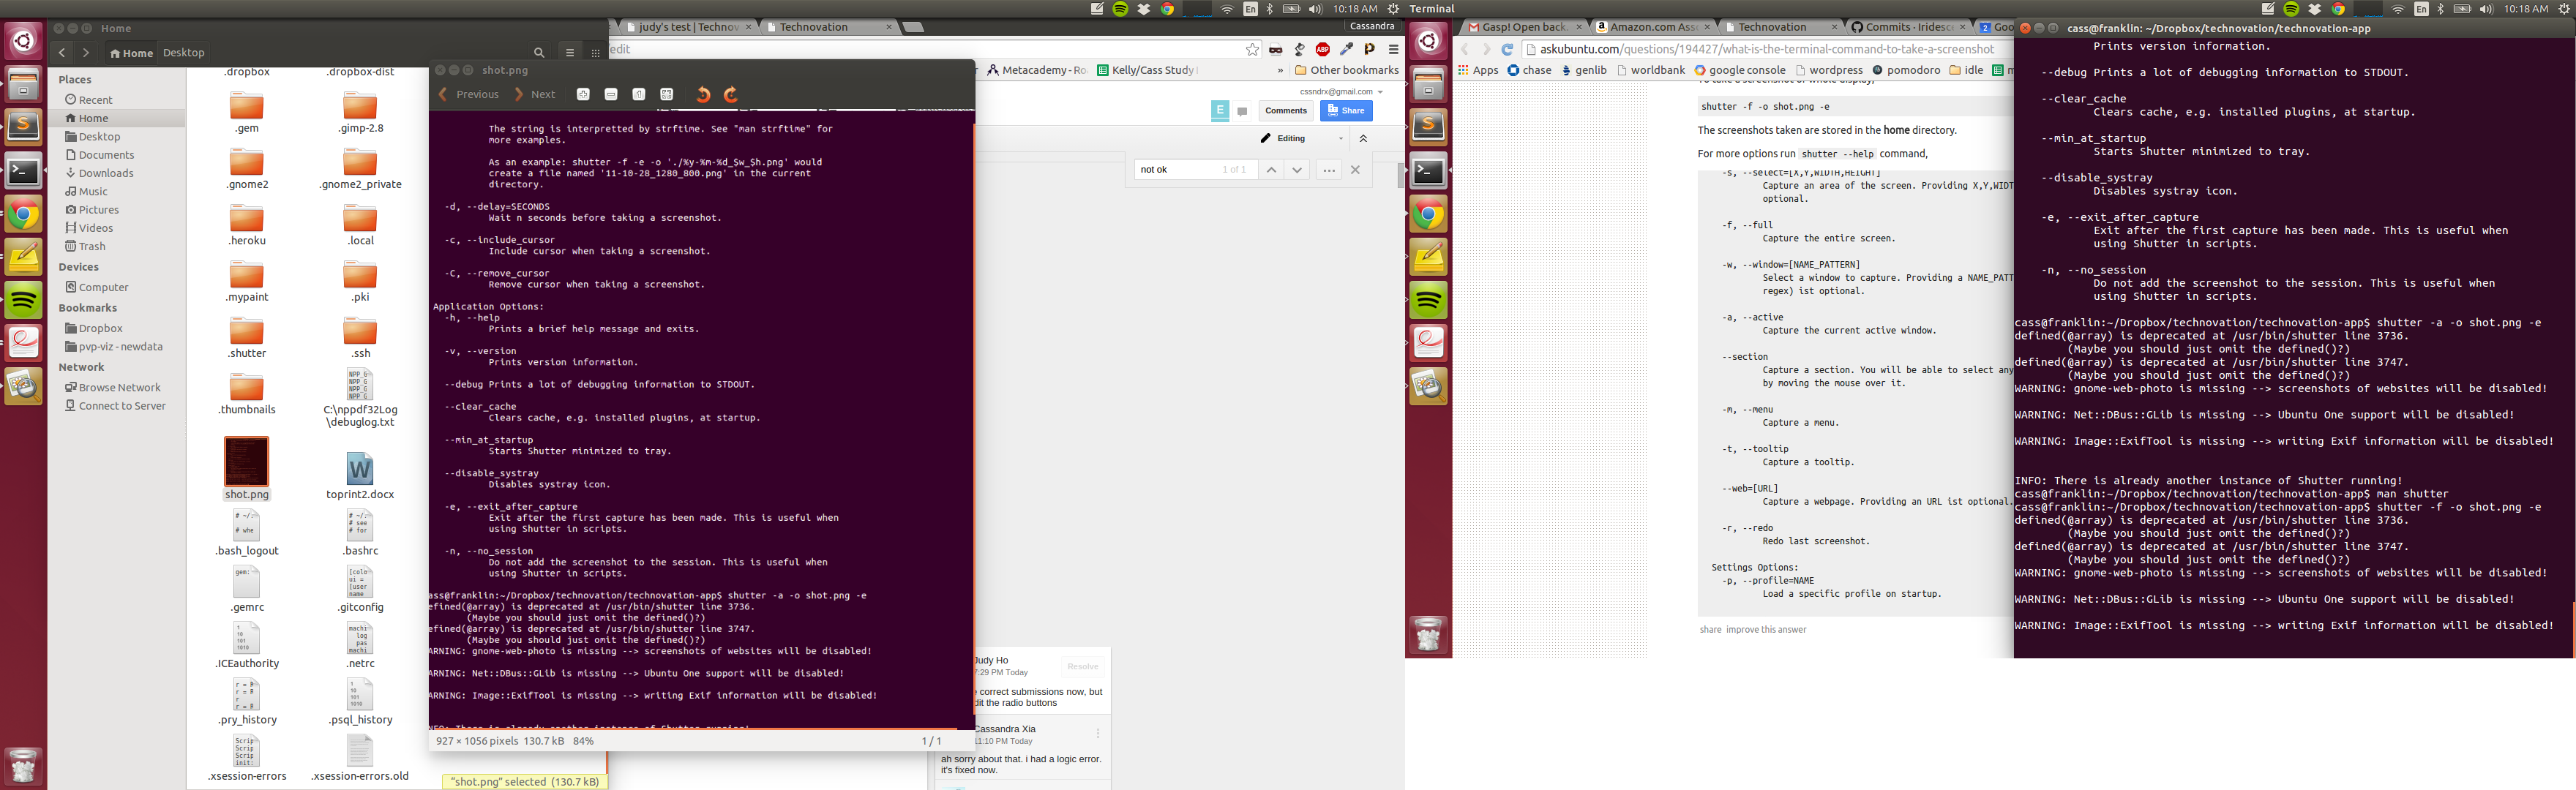 10:18 AM
Terminal
10:18 AM
Home
Home
Desktop
Places
Recent
Home
Desktop
Documents
Downloads
Music
Pictures
Videos
Trash
Devices
Computer
Bookmarks
Dropbox
pvp-viz - newdata
Network
Browse Network
Connect to Server
.dropbox
.dropbox-dist
.gem
.gimp-2.8
.gnome2
.gnome2_private
.heroku
.local
.mypaint
.pki
.shutter
.ssh
.thumbnails
C:\nppdf32Log
\debuglog.txt
shot.png
toprint2.docx
.bash_logout
.bashrc
.gemrc
.gitconfig
.ICEauthority
.netrc
.pry_history
.psql_history
.xsession-errors
.xsession-errors.old
"shot.png" selected (130.7 kB)
judy's test | Technov
Technovation
Cassandra
edit
Metacademy - Ro
Kelly/Cass Study
»
Other bookmarks
cssndrx@gmail.com
E
Comments
Share
Editing
not ok
1 of 1
shot.png
Previous
Next
The string is interpretted by strftime. See "man strftime" for
more examples.
As an example: shutter -f -e -o './%y-%m-%d_$w_$h.png' would
create a file named '11-10-28_1280_800.png' in the current
directory.
-d, --delay=SECONDS
Wait n seconds before taking a screenshot.
-c, --include_cursor
Include cursor when taking a screenshot.
-C, --remove_cursor
Remove cursor when taking a screenshot.
Application Options:
-h, --help
Prints a brief help message and exits.
-v, --version
Prints version information.
--debug Prints a lot of debugging information to STDOUT.
--clear_cache
Clears cache, e.g. installed plugins, at startup.
--min_at_startup
Starts Shutter minimized to tray.
--disable_systray
Disables systray icon.
-e, --exit_after_capture
Exit after the first capture has been made. This is useful when
using Shutter in scripts.
-n, --no_session
Do not add the screenshot to the session. This is useful when
using Shutter in scripts.
cass@franklin:~/Dropbox/technovation/technovation-app$ shutter -a -o shot.png -e
efined(@array) is deprecated at /usr/bin/shutter line 3736.
(Maybe you should just omit the defined()?)
efined(@array) is deprecated at /usr/bin/shutter line 3747.
(Maybe you should just omit the defined()?)
ARNING: gnome-web-photo is missing --> screenshots of websites will be disabled!
ARNING: Net::DBus::GLib is missing --> Ubuntu One support will be disabled!
ARNING: Image::ExifTool is missing --> writing Exif information will be disabled!
927 × 1056 pixels 130.7 kB 84%
1 / 1
Judy Ho
7:29 PM Today
Resolve
e correct submissions now, but
dit the radio buttons
Cassandra Xia
11:10 PM Today
ah sorry about that. i had a logic error.
it's fixed now.
Gasp! Open back
Amazon.com Ass
Technovation
Commits · Iridesc
Goo
askubuntu.com/questions/194427/what-is-the-terminal-command-to-take-a-screenshot
Apps
chase
genlib
worldbank
google console
wordpress
pomodoro
idle
shutter -f -o shot.png -e
The screenshots taken are stored in the home directory.
For more options run shutter --help command,
-s, --select=[X,Y,WIDTH,HEIGHT]
Capture an area of the screen. Providing X,Y,WIDT
optional.
-f, --full
Capture the entire screen.
-w, --window=[NAME_PATTERN]
Select a window to capture. Providing a NAME_PATT
regex) ist optional.
-a, --active
Capture the current active window.
--section
Capture a section. You will be able to select any
by moving the mouse over it.
-m, --menu
Capture a menu.
-t, --tooltip
Capture a tooltip.
--web=[URL]
Capture a webpage. Providing an URL ist optional.
-r, --redo
Redo last screenshot.
Settings Options:
-p, --profile=NAME
Load a specific profile on startup.
share improve this answer
cass@franklin: ~/Dropbox/technovation/technovation-app
Prints version information.
--debug Prints a lot of debugging information to STDOUT.
--clear_cache
Clears cache, e.g. installed plugins, at startup.
--min_at_startup
Starts Shutter minimized to tray.
--disable_systray
Disables systray icon.
-e, --exit_after_capture
Exit after the first capture has been made. This is useful when
using Shutter in scripts.
-n, --no_session
Do not add the screenshot to the session. This is useful when
using Shutter in scripts.
cass@franklin:~/Dropbox/technovation/technovation-app$ shutter -a -o shot.png -e
defined(@array) is deprecated at /usr/bin/shutter line 3736.
(Maybe you should just omit the defined()?)
defined(@array) is deprecated at /usr/bin/shutter line 3747.
(Maybe you should just omit the defined()?)
WARNING: gnome-web-photo is missing --> screenshots of websites will be disabled!
WARNING: Net::DBus::GLib is missing --> Ubuntu One support will be disabled!
WARNING: Image::ExifTool is missing --> writing Exif information will be disabled!
INFO: There is already another instance of Shutter running!
cass@franklin:~/Dropbox/technovation/technovation-app$ man shutter
cass@franklin:~/Dropbox/technovation/technovation-app$ shutter -f -o shot.png -e
defined(@array) is deprecated at /usr/bin/shutter line 3736.
(Maybe you should just omit the defined()?)
defined(@array) is deprecated at /usr/bin/shutter line 3747.
(Maybe you should just omit the defined()?)
WARNING: gnome-web-photo is missing --> screenshots of websites will be disabled!
WARNING: Net::DBus::GLib is missing --> Ubuntu One support will be disabled!
WARNING: Image::ExifTool is missing --> writing Exif information will be disabled!